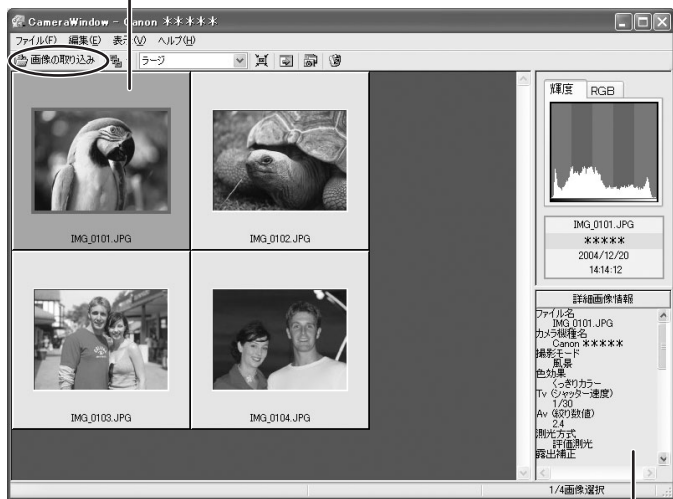 CameraWindow - Canon ＊＊＊＊＊
ファイル(F) 編集(E) 表示(V) ヘルプ(H)
画像の取り込み ラージ
輝度 RGB
IMG_0101.JPG
＊＊＊＊＊
2004/12/20
14:14:12
IMG_0101.JPG IMG_0102.JPG
IMG_0103.JPG IMG_0104.JPG
詳細画像情報
ファイル名
IMG_0101.JPG
カメラ機種名
Canon ＊＊＊＊＊
撮影モード
風景
色効果
くっきりカラー
Tv (シャッター速度)
1/30
Av (絞り数値)
2.4
測光方式
評価測光
露出補正
1/4画像選択